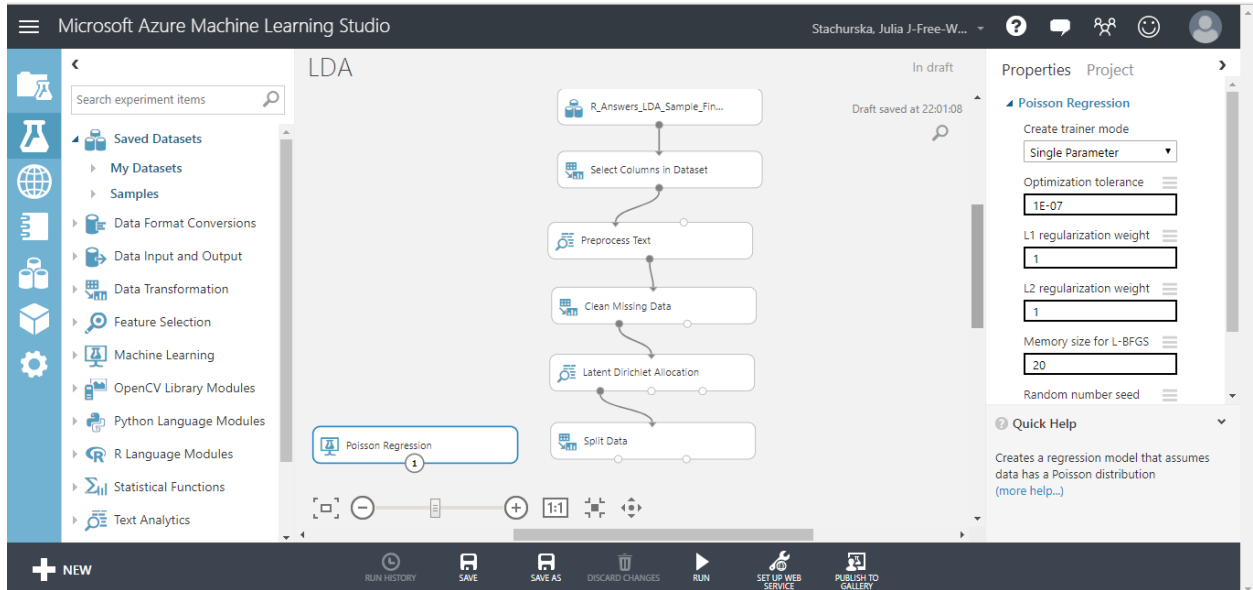 Microsoft Azure Machine Learning Studio
Stachurska, Julia J-Free-W...
Search experiment items
Saved Datasets
My Datasets
Samples
Data Format Conversions
Data Input and Output
Data Transformation
Feature Selection
Machine Learning
OpenCV Library Modules
Python Language Modules
R Language Modules
Statistical Functions
Text Analytics
LDA
In draft
Draft saved at 22:01:08
R_Answers_LDA_Sample_Fin...
Select Columns in Dataset
Preprocess Text
Clean Missing Data
Latent Dirichlet Allocation
Split Data
Poisson Regression
1
1:1
Properties Project
Poisson Regression
Create trainer mode
Single Parameter
Optimization tolerance
1E-07
L1 regularization weight
1
L2 regularization weight
1
Memory size for L-BFGS
20
Random number seed
Quick Help
Creates a regression model that assumes
data has a Poisson distribution
(more help...)
NEW
RUN HISTORY
SAVE
SAVE AS
DISCARD CHANGES
RUN
SET UP WEB
SERVICE
PUBLISH TO
GALLERY